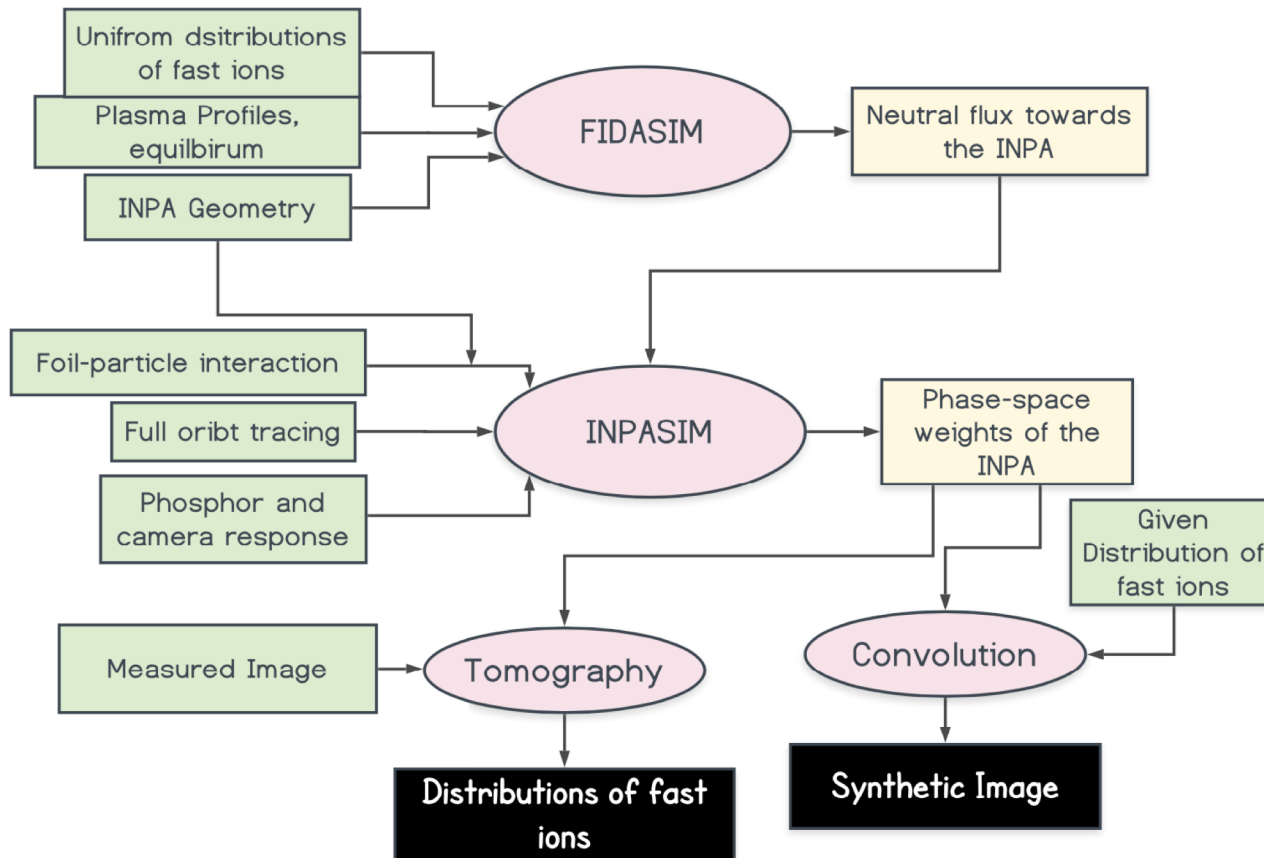 Unifrom dsitributions
of fast ions
Plasma Profiles,
equilbirum
INPA Geometry
FIDASIM
Neutral flux towards
the INPA
Foil-particle interaction
Full oribt tracing
Phosphor and
camera response
INPASIM
Phase-space
weights of the
INPA
Given
Distribution of
fast ions
Measured Image
Tomography
Convolution
Distributions of fast
ions
Synthetic Image